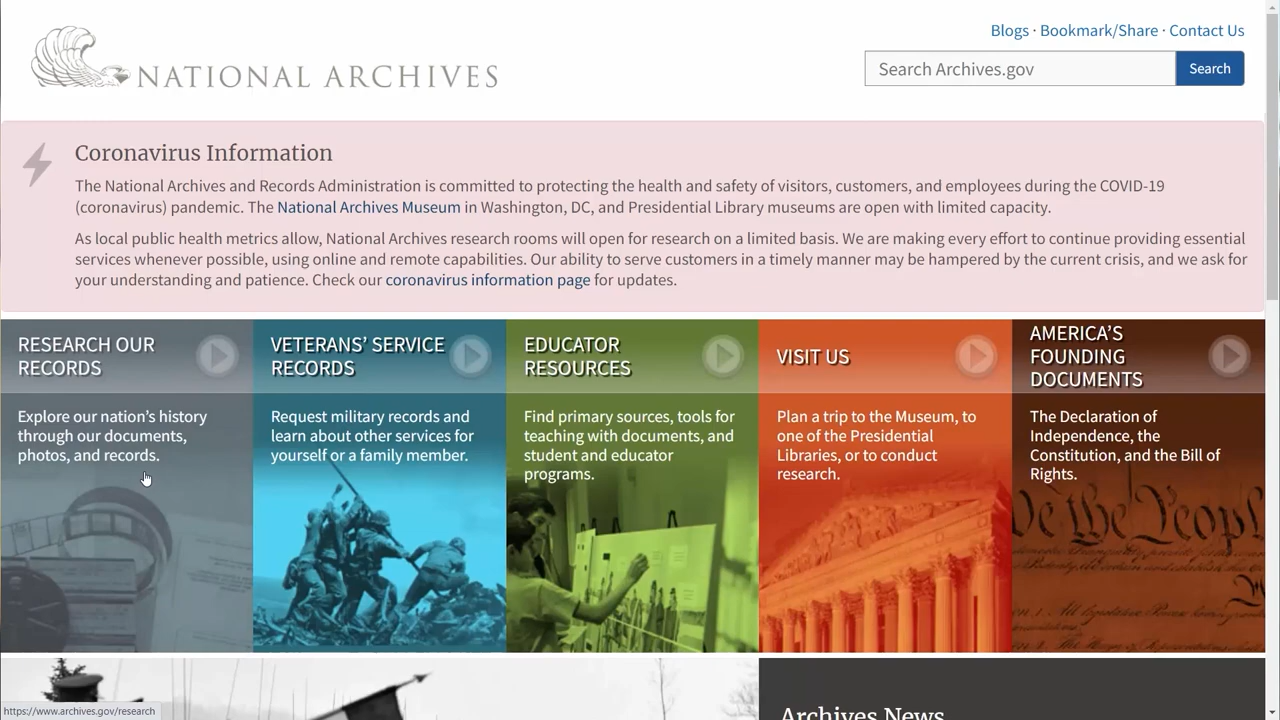 Blogs · Bookmark/Share · Contact Us
NATIONAL ARCHIVES
Search Archives.gov
Search
Coronavirus Information
The National Archives and Records Administration is committed to protecting the health and safety of visitors, customers, and employees during the COVID-19
(coronavirus) pandemic. The National Archives Museum in Washington, DC, and Presidential Library museums are open with limited capacity.
As local public health metrics allow, National Archives research rooms will open for research on a limited basis. We are making every effort to continue providing essential
services whenever possible, using online and remote capabilities. Our ability to serve customers in a timely manner may be hampered by the current crisis, and we ask for
your understanding and patience. Check our coronavirus information page for updates.
RESEARCH OUR
RECORDS
Explore our nation's history
through our documents,
photos, and records.
VETERANS' SERVICE
RECORDS
Request military records and
learn about other services for
yourself or a family member.
EDUCATOR
RESOURCES
Find primary sources, tools for
teaching with documents, and
student and educator
programs.
VISIT US
Plan a trip to the Museum, to
one of the Presidential
Libraries, or to conduct
research.
AMERICA'S
FOUNDING
DOCUMENTS
The Declaration of
Independence, the
Constitution, and the Bill of
Rights.
We the People
Archives News
https://www.archives.gov/research